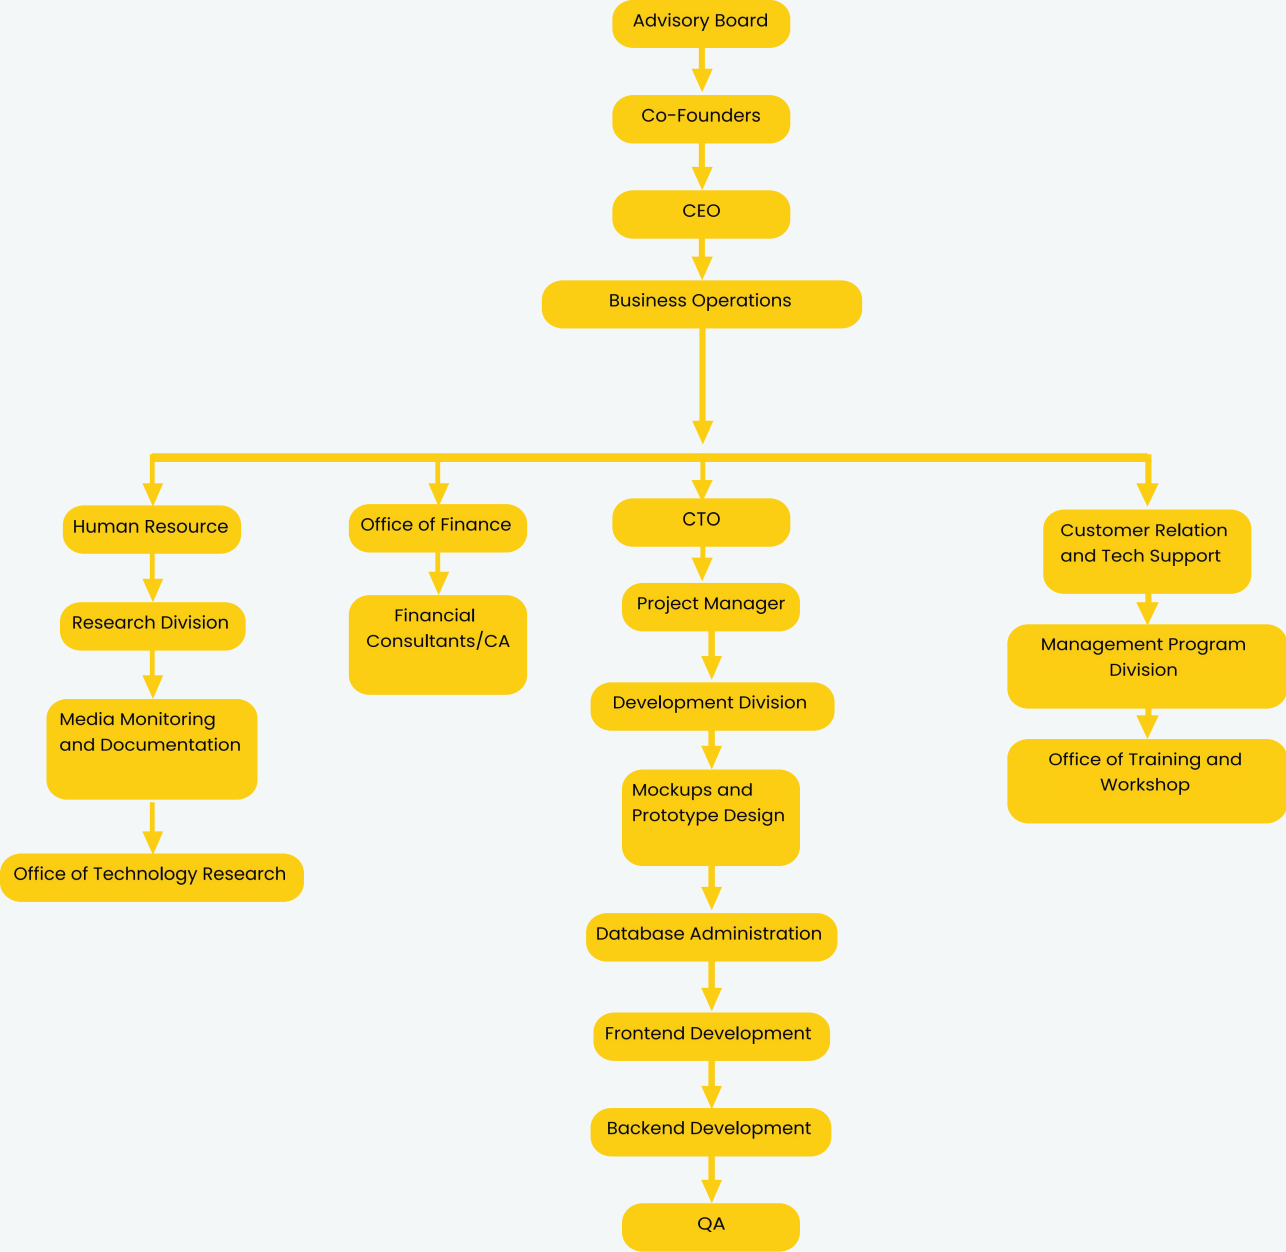 Advisory Board
Co-Founders
CEO
Business Operations
Human Resource
Research Division
Media Monitoring
and Documentation
Office of Technology Research
Office of Finance
Financial
Consultants/CA
CTO
Project Manager
Development Division
Mockups and
Prototype Design
Database Administration
Frontend Development
Backend Development
QA
Customer Relation
and Tech Support
Management Program
Division
Office of Training and
Workshop